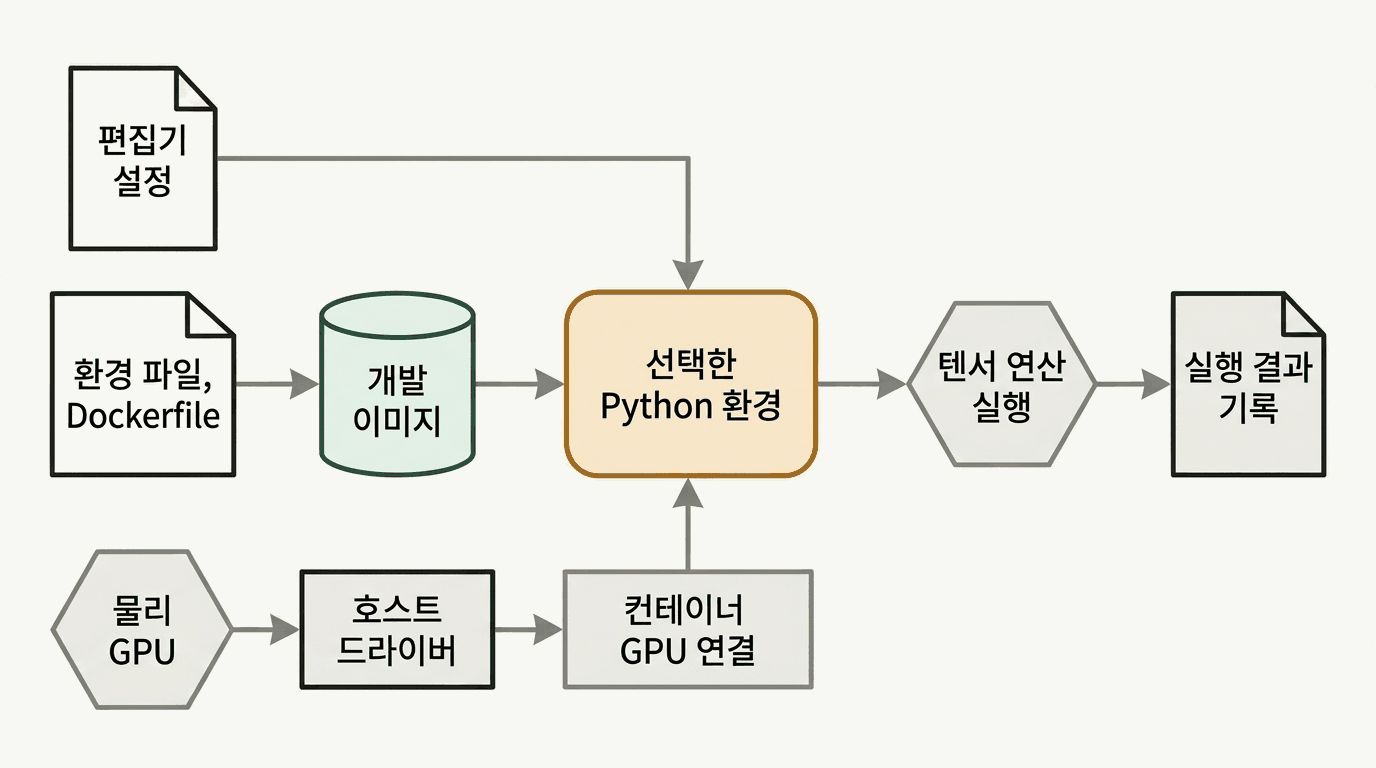 편집기
설정
환경 파일,
Dockerfile
개발
이미지
선택한
Python 환경
텐서 연산
실행
실행 결과
기록
물리
GPU
호스트
드라이버
컨테이너
GPU 연결